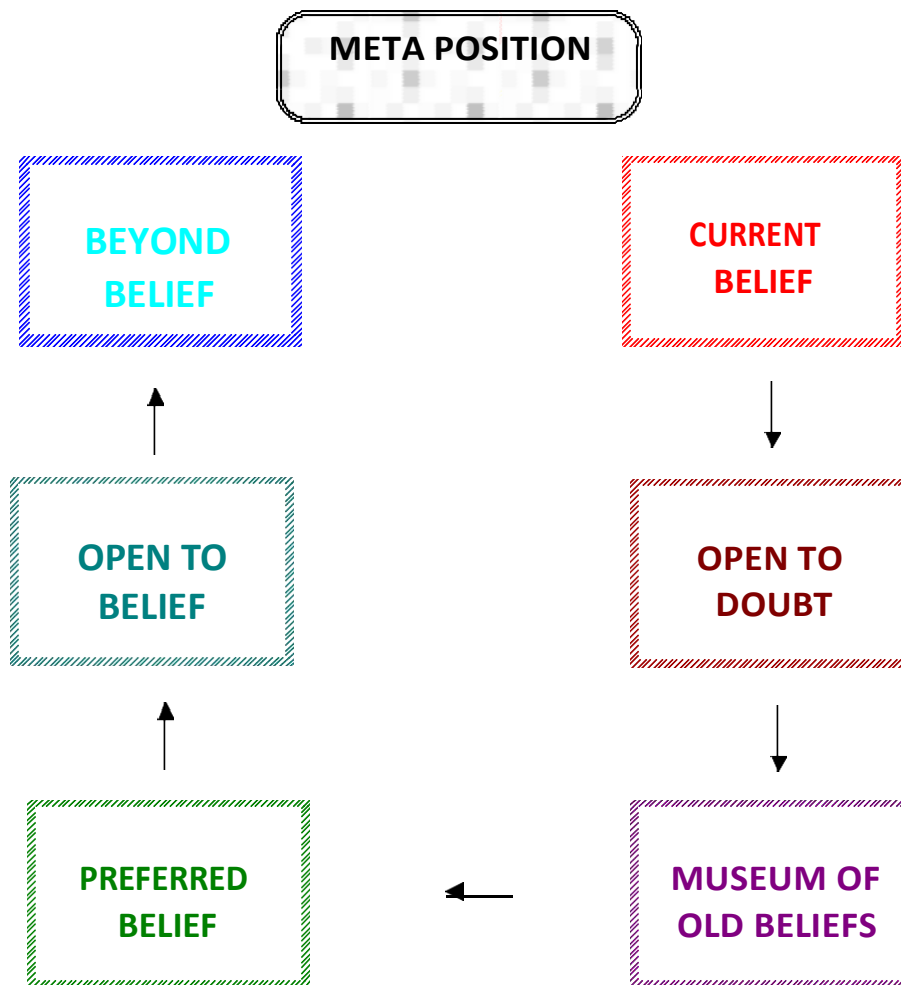 META POSITION
BEYOND
BELIEF
CURRENT
BELIEF
OPEN TO
BELIEF
OPEN TO
DOUBT
PREFERRED
BELIEF
MUSEUM OF
OLD BELIEFS